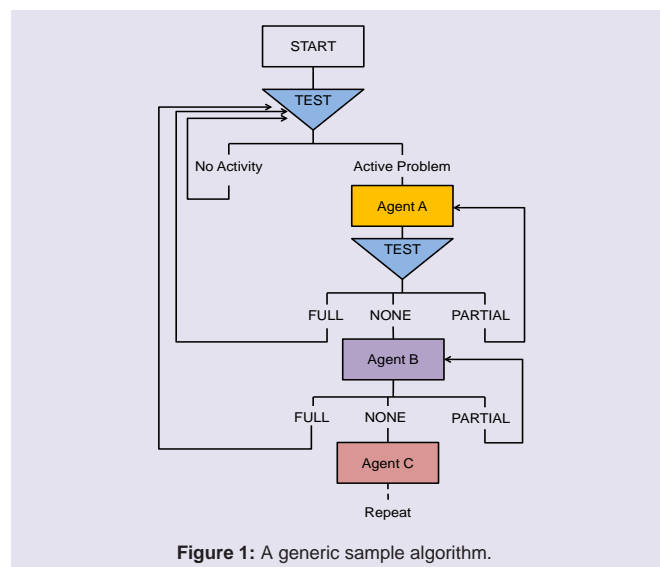 START
TEST
No Activity Active Problem
Agent A
TEST
FULL NONE PARTIAL
Agent B
FULL NONE PARTIAL
Agent C
Repeat
Figure 1: A generic sample algorithm.